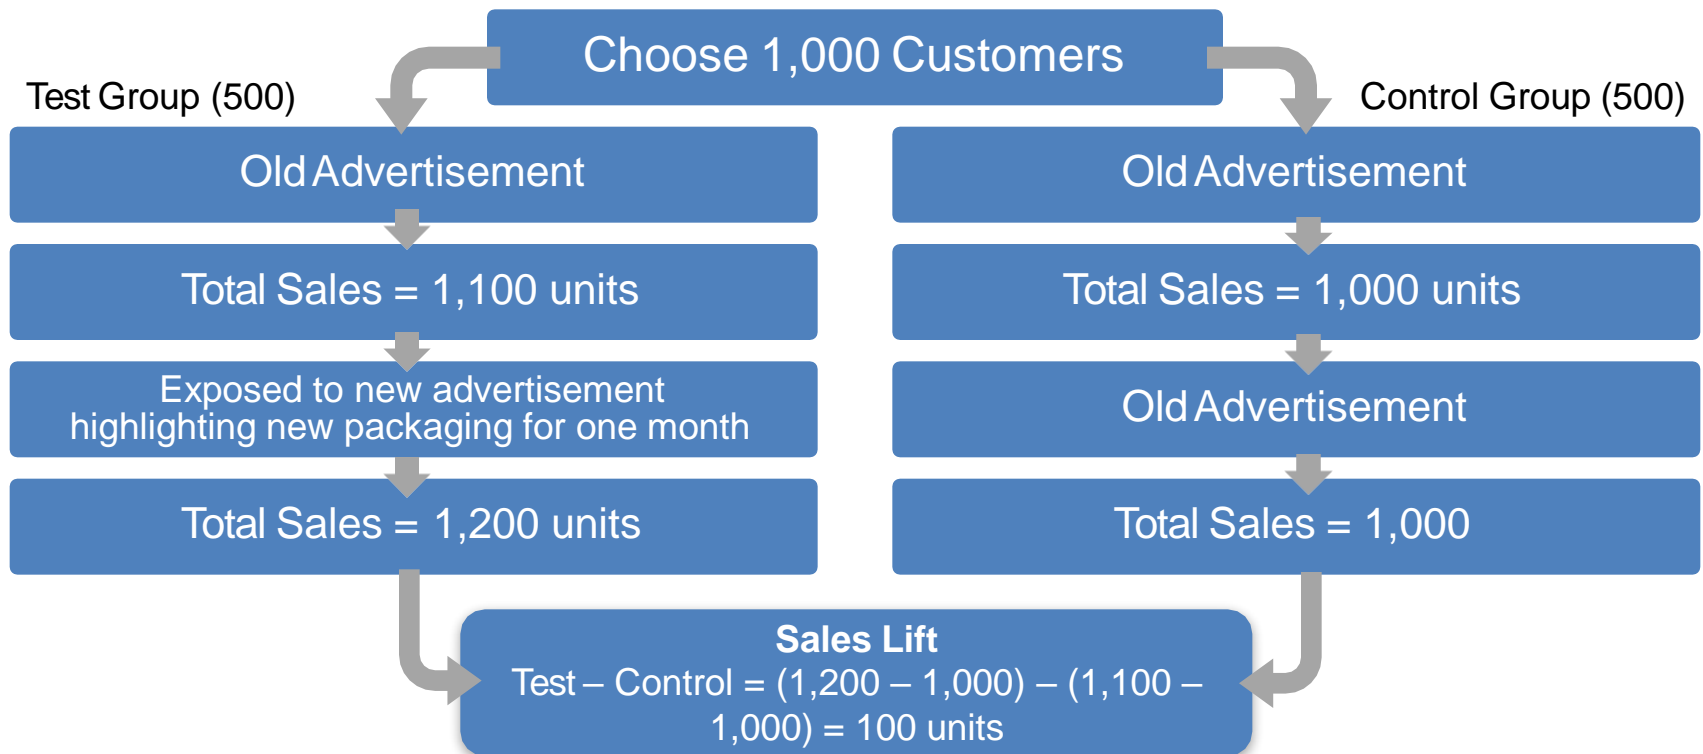 Choose 1,000 Customers
Test Group (500)
Control Group (500)
Old Advertisement
Old Advertisement
Total Sales = 1,100 units
Total Sales = 1,000 units
Exposed to new advertisement
highlighting new packaging for one month
Old Advertisement
Total Sales = 1,200 units
Total Sales = 1,000
Sales Lift
Test – Control = (1,200 – 1,000) – (1,100 –
1,000) = 100 units